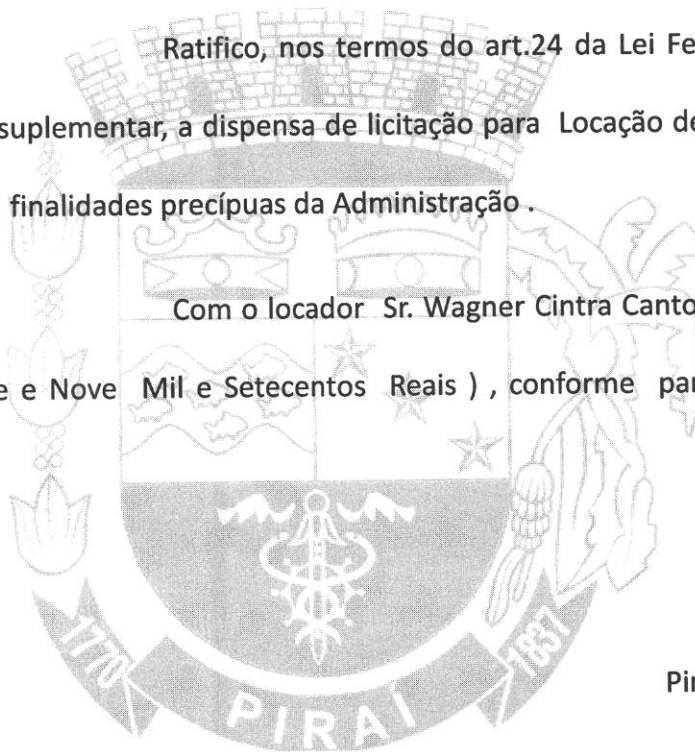 Ratifico, nos termos do art.24 da Lei Fe
suplementar, a dispensa de licitação para Locação de
finalidades precípuas da Administração .
Com o locador Sr. Wagner Cintra Canto
e e Nove Mil e Setecentos Reais ) , conforme par
Pir
1770
PIRAÍ
1837